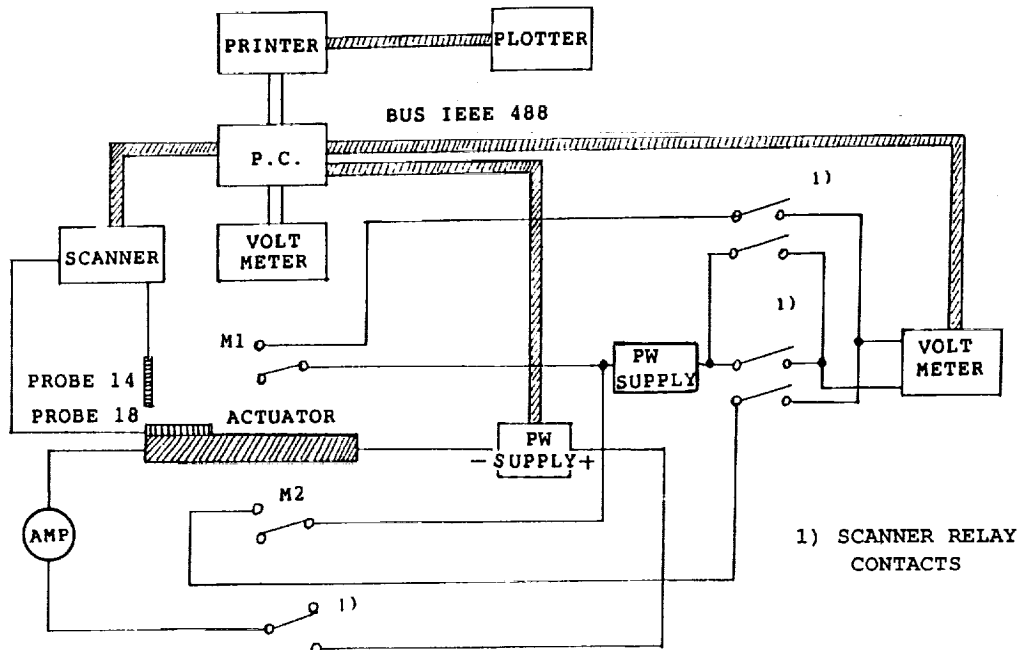 PRINTER
PLOTTER
BUS IEEE 488
P.C.
1)
SCANNER
VOLT
METER
1)
M1
PW
SUPPLY
VOLT
METER
PROBE 14
PROBE 18
ACTUATOR
PW
- SUPPLY +
M2
AMP
1) SCANNER RELAY
CONTACTS
1)